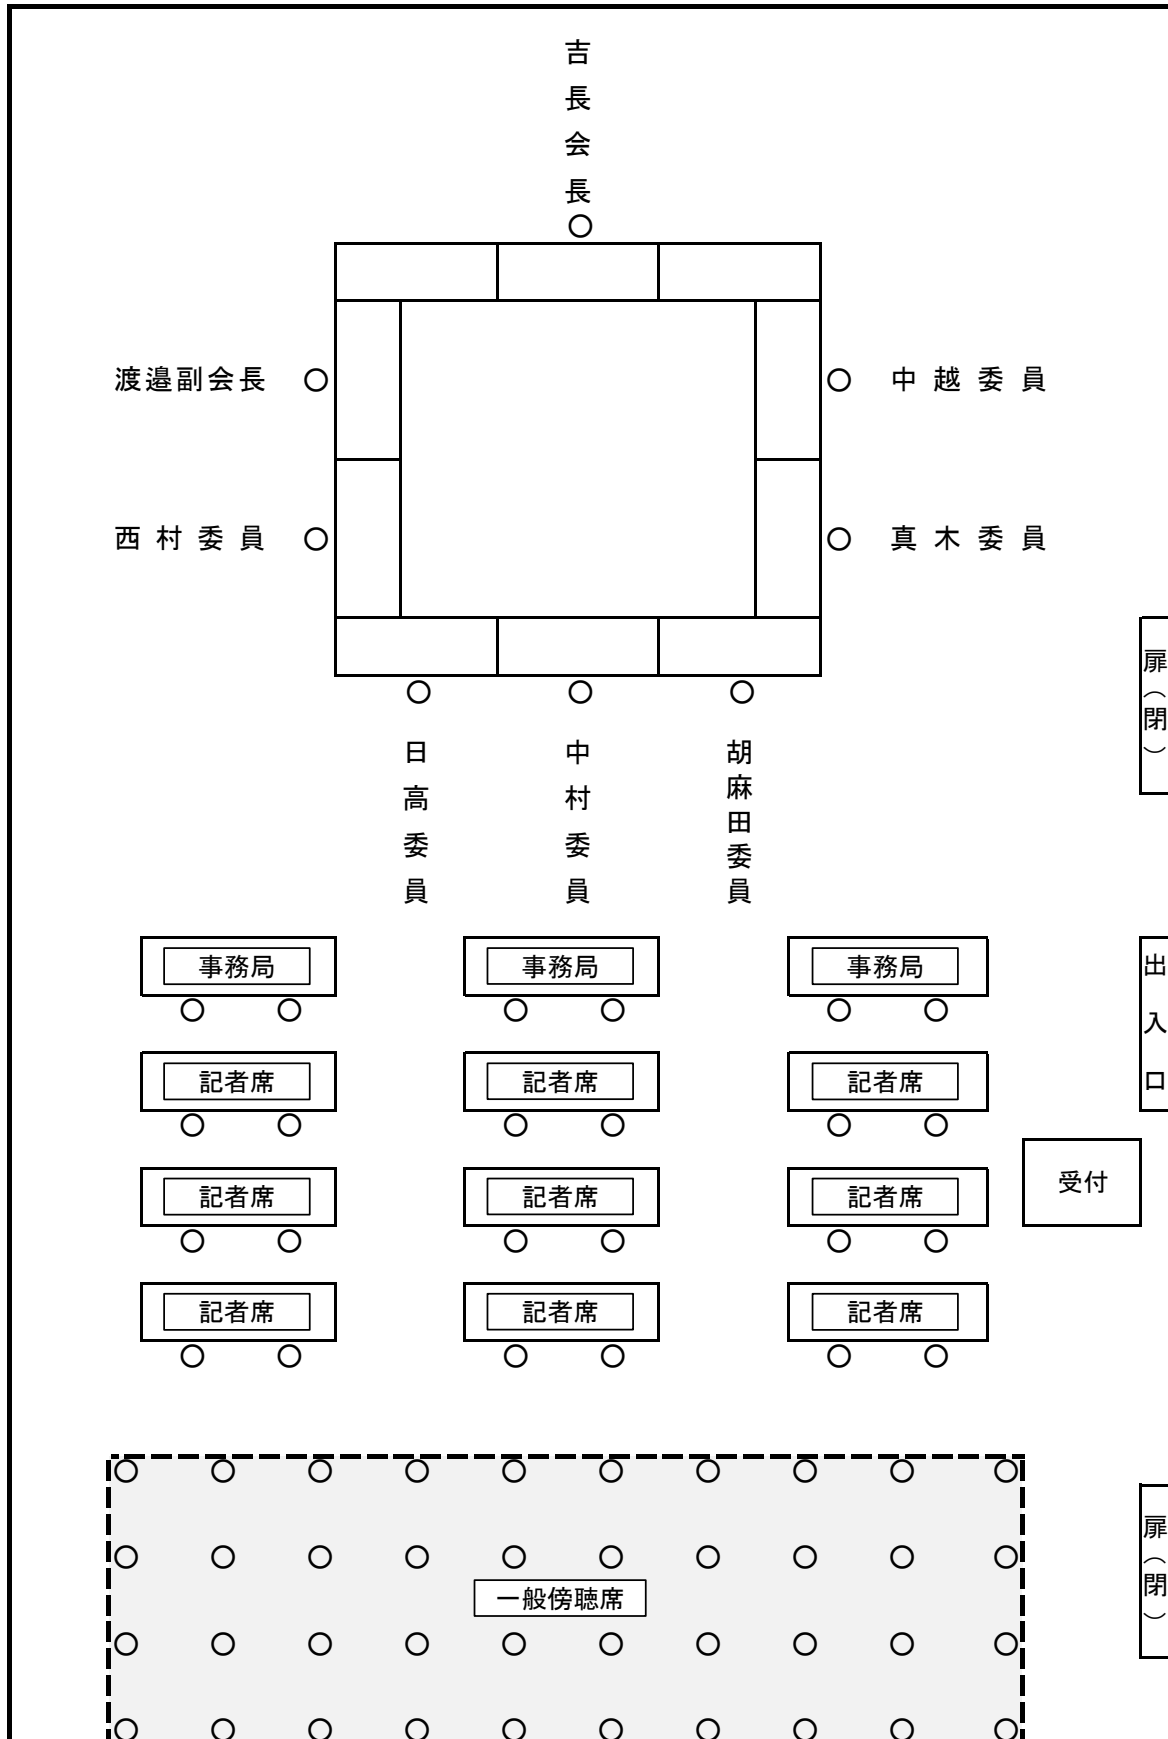 吉長会長
渡邉副会長
中越委員
西村委員
真木委員
扉（閉）
日高委員
中村委員
胡麻田委員
事務局
事務局
事務局
出入口
記者席
記者席
記者席
受付
記者席
記者席
記者席
記者席
記者席
記者席
扉（閉）
一般傍聴席